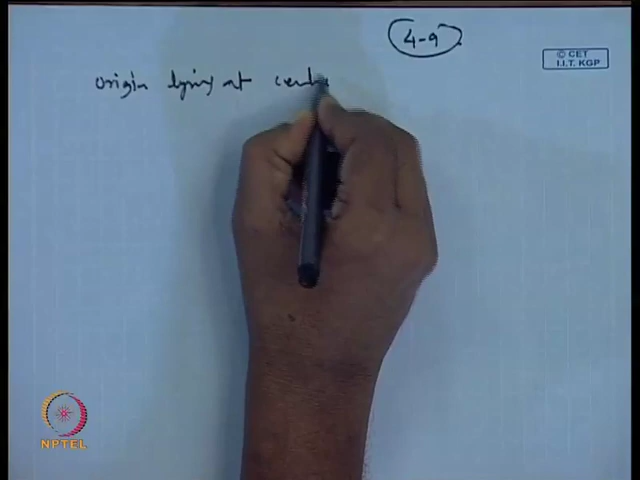 4-9
© CET
I.I.T. KGP
origin lying at
NPTEL